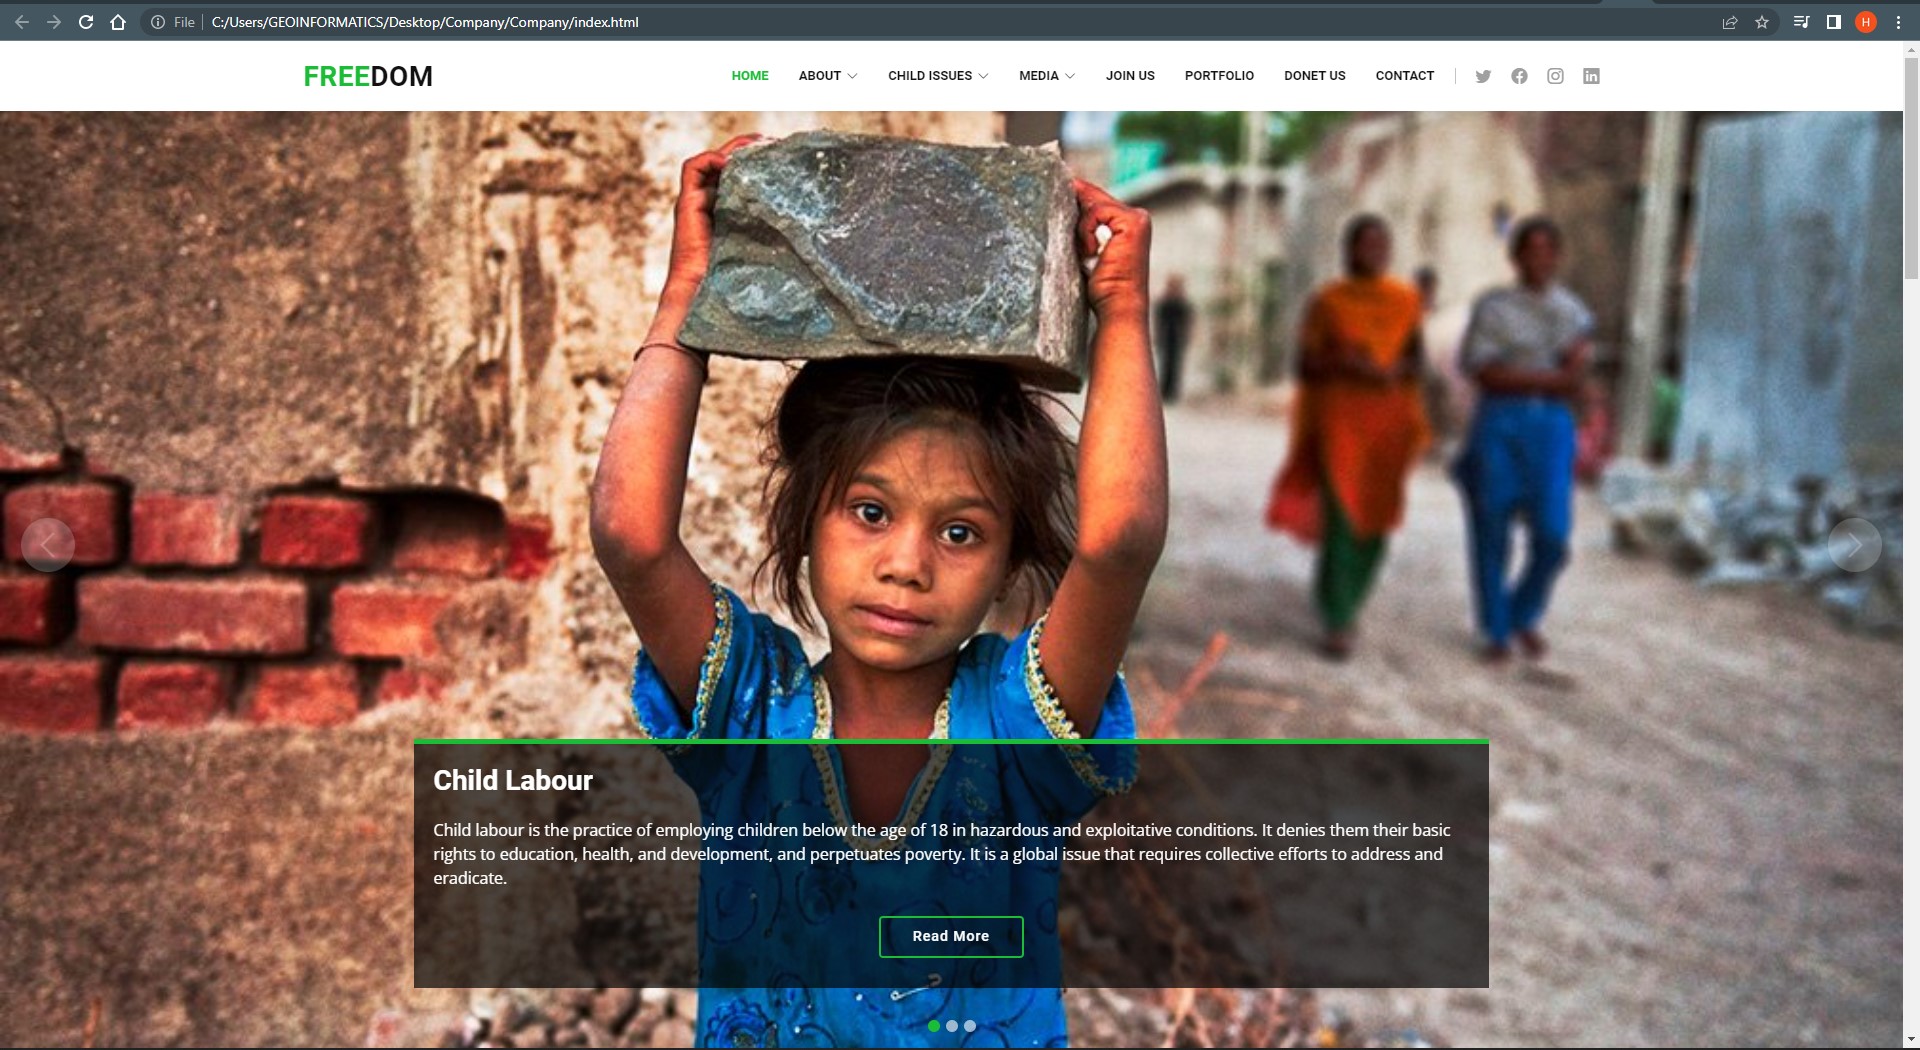 File C:/Users/GEOINFORMATICS/Desktop/Company/Company/index.html
H
FREEDOM
HOME ABOUT CHILD ISSUES MEDIA JOIN US PORTFOLIO DONET US CONTACT
Child Labour
Child labour is the practice of employing children below the age of 18 in hazardous and exploitative conditions. It denies them their basic
rights to education, health, and development, and perpetuates poverty. It is a global issue that requires collective efforts to address and
eradicate.
Read More